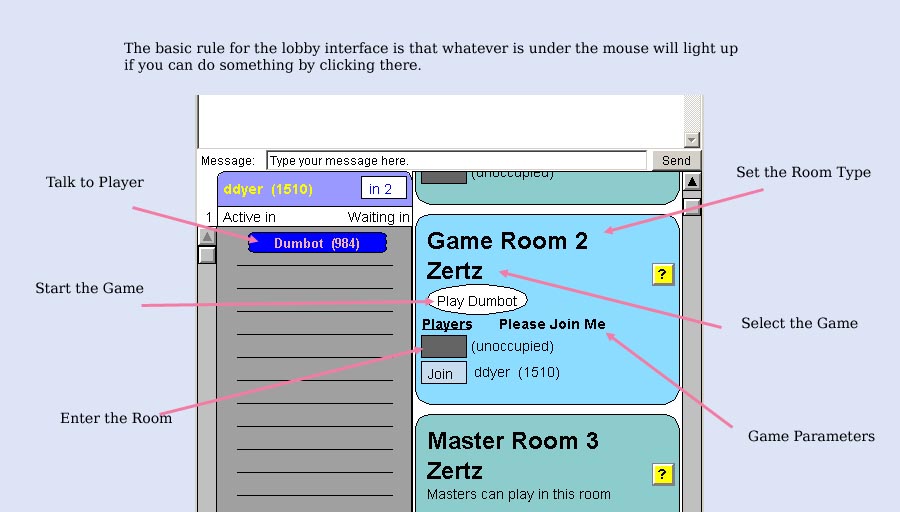 The basic rule for the lobby interface is that whatever is under the mouse will light up
if you can do something by clicking there.
Message: Type your message here. Send
Talk to Player
Set the Room Type
(unoccupied)
ddyer (1510) in 2
1 Active in Waiting in
Dumbot (984)
Game Room 2
Zertz
?
Start the Game
Play Dumbot
Players Please Join Me
Select the Game
(unoccupied)
Join ddyer (1510)
Enter the Room
Game Parameters
Master Room 3
Zertz
?
Masters can play in this room